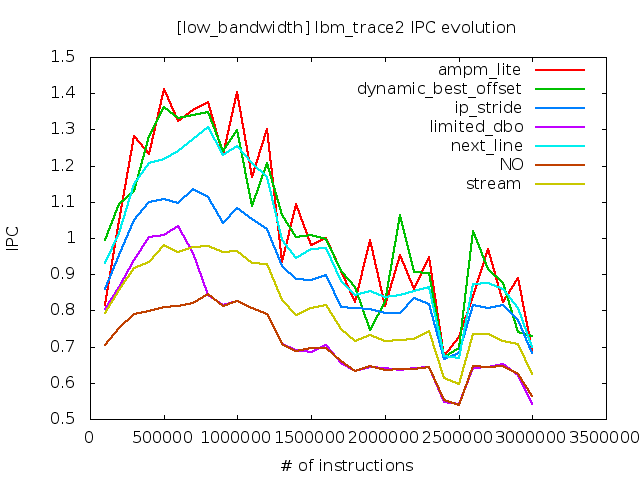 [low_bandwidth] lbm_trace2 IPC evolution
1.5
1.4
1.3
1.2
1.1
1
0.9
0.8
0.7
0.6
0.5
IPC
ampm_lite
dynamic_best_offset
ip_stride
limited_dbo
next_line
NO
stream
0 500000 1000000 1500000 2000000 2500000 3000000 3500000
# of instructions